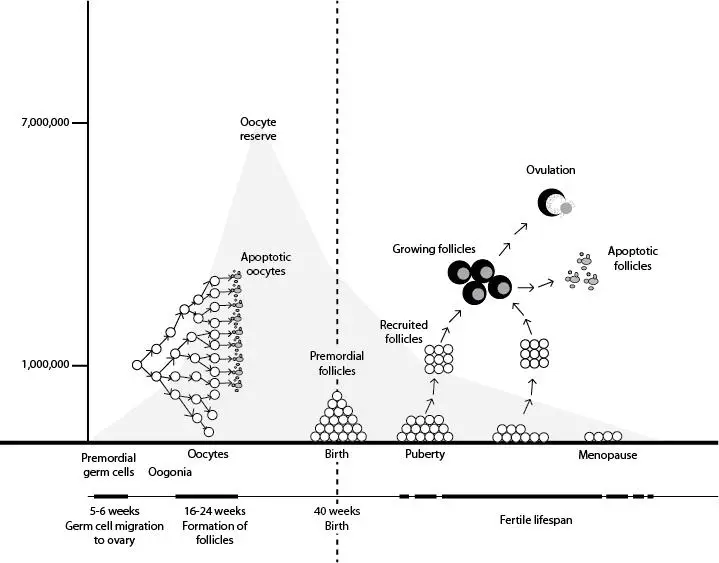 7,000,000
Oocyte
reserve
Ovulation
Growing follicles
Apoptotic
follicles
Apoptotic
oocytes
Recruited
follicles
Premordial
follicles
1,000,000
Premordial
germ cells
Oogonia
Oocytes
Birth
Puberty
Menopause
5-6 weeks
Germ cell migration
to ovary
16-24 weeks
Formation of
follicles
40 weeks
Birth
Fertile lifespan